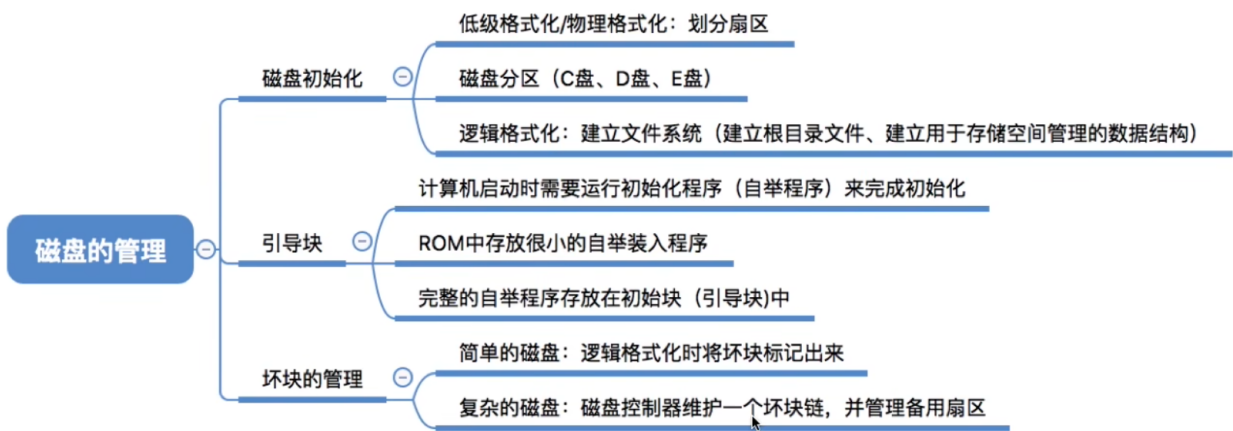 磁盘的管理
磁盘初始化
低级格式化/物理格式化：划分扇区
磁盘分区（C盘、D盘、E盘）
逻辑格式化：建立文件系统（建立根目录文件、建立用于存储空间管理的数据结构）
引导块
计算机启动时需要运行初始化程序（自举程序）来完成初始化
ROM中存放很小的自举装入程序
完整的自举程序存放在初始块（引导块)中
坏块的管理
简单的磁盘：逻辑格式化时将坏块标记出来
复杂的磁盘：磁盘控制器维护一个坏块链，并管理备用扇区